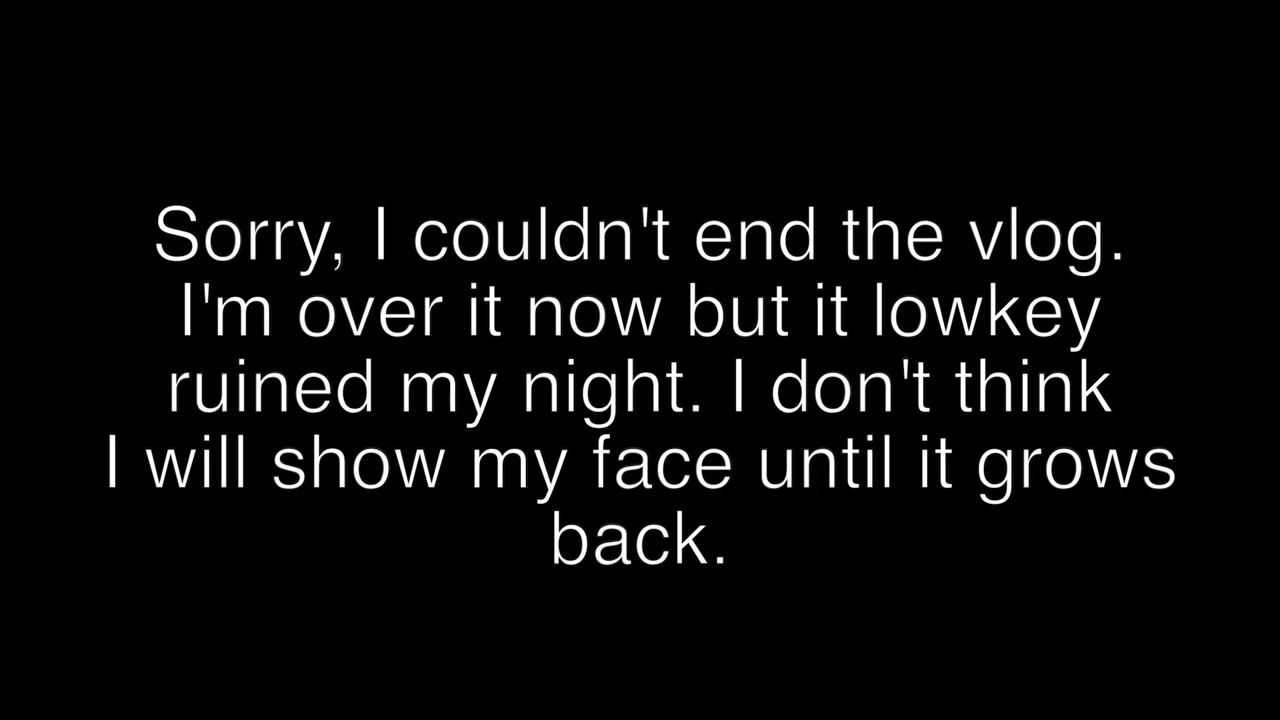 Sorry, I couldn't end the vlog.
I'm over it now but it lowkey
ruined my night. I don't think
I will show my face until it grows
back.